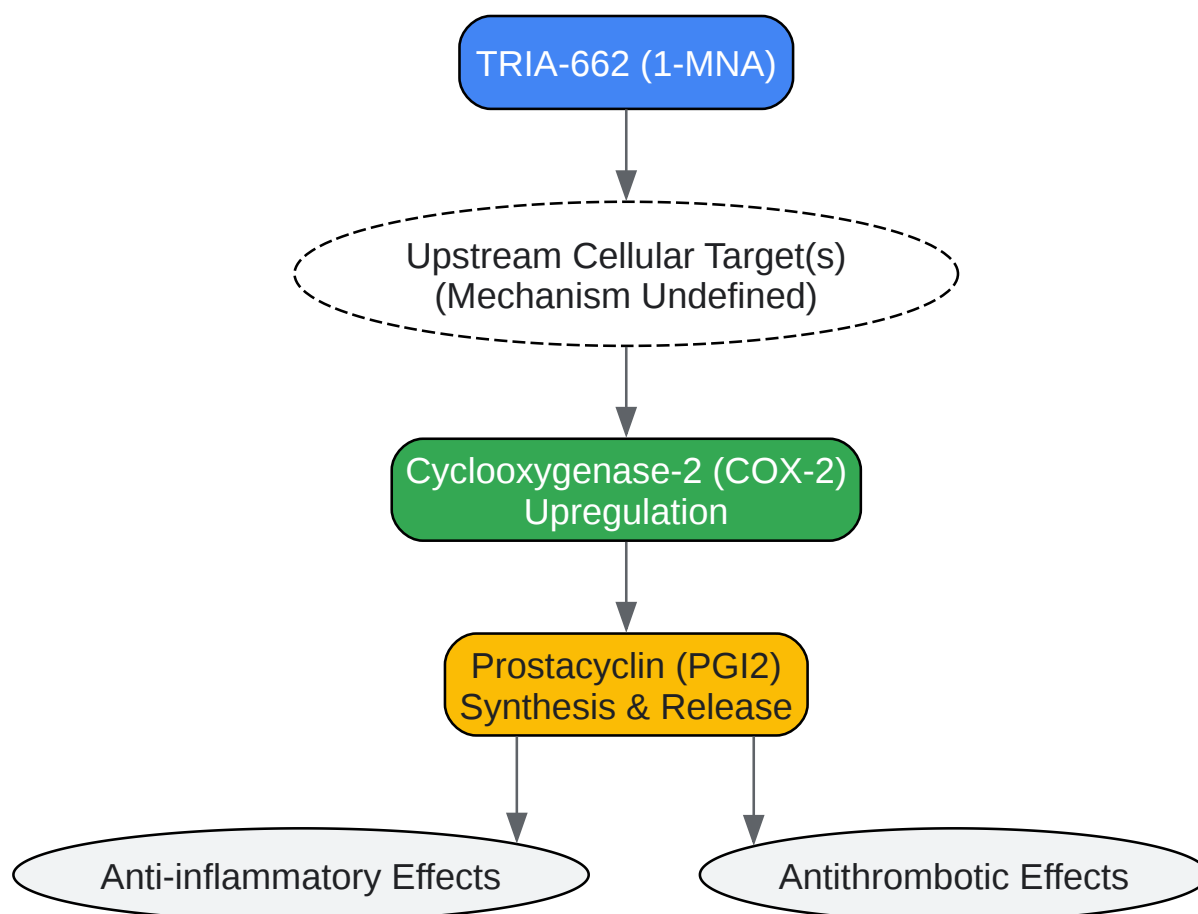 TRIA-662 (1-MNA)
Upstream Cellular Target(s)
(Mechanism Undefined)
Cyclooxygenase-2 (COX-2)
Upregulation
Prostacyclin (PGI2)
Synthesis & Release
Anti-inflammatory Effects
Antithrombotic Effects